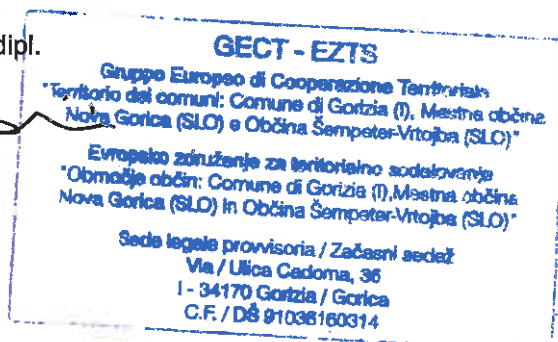 dipl.
GECT - EZTS
Gruppo Europeo di Cooperazione Territoriale
"Territorio dei comuni: Comune di Gorizia (I), Mestna občina
Nova Gorica (SLO) e Občina Šempeter-Vrtojba (SLO)"
Evropsko združenje za teritorialno sodelovanje
"Območje občin: Comune di Gorizia (I), Mestna občina
Nova Gorica (SLO) in Občina Šempeter-Vrtojba (SLO)"
Sede legale provvisoria / Začasni sedež
Via / Ulica Cadorna, 36
I - 34170 Gorizia / Gorica
C.F. / DŠ 91036160314